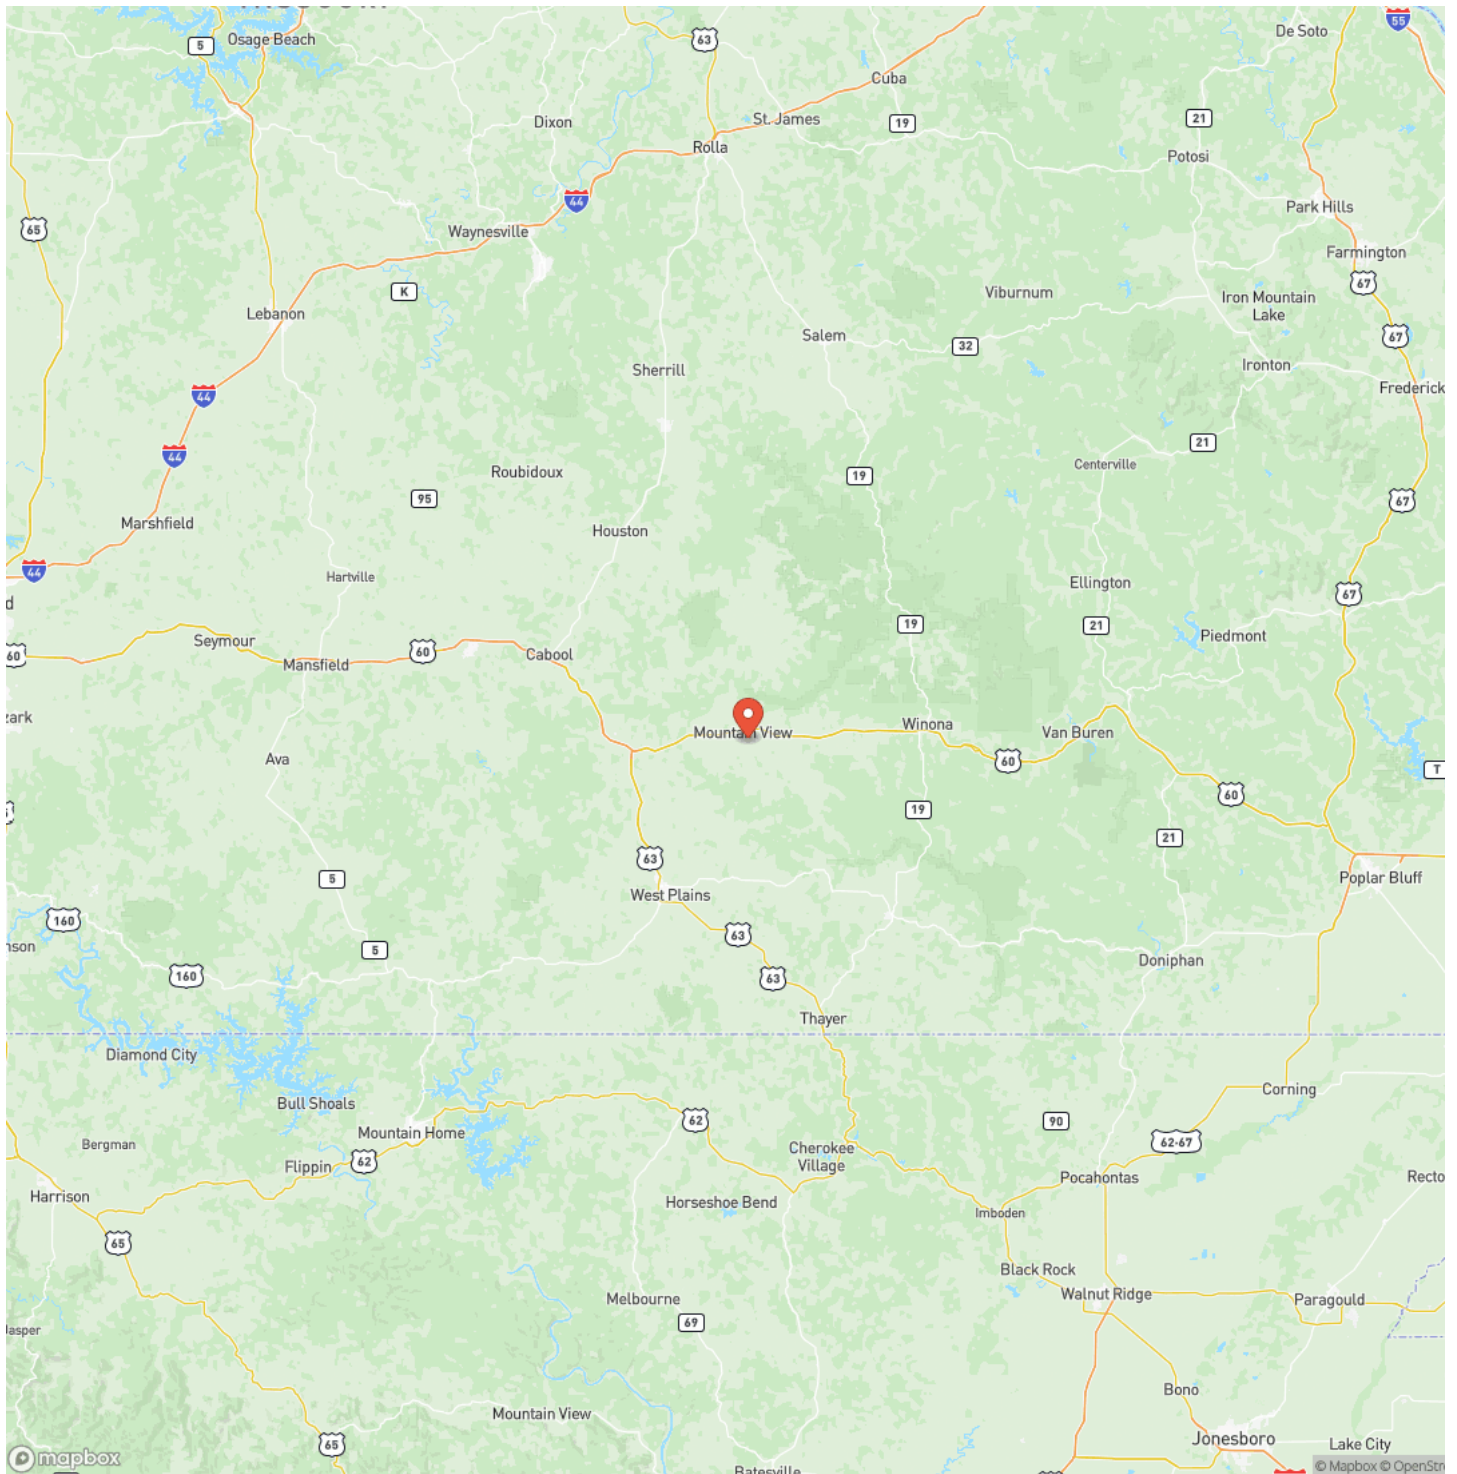 55
De Soto
5
Osage Beach
63
Cuba
St. James
19
21
Dixon
Rolla
Potosi
44
Park Hills
65
Waynesville
Farmington
K
Viburnum
67
Iron Mountain
Lake
Lebanon
Salem
32
67
Sherrill
Ironton
Frederick
44
44
21
Centerville
Roubidoux
19
95
67
Marshfield
Houston
44
Hartville
Ellington
67
d
19
21
Seymour
Piedmont
60
Mansfield
60
Cabool
zark
Mountain View
Winona
Van Buren
Ava
60
T
60
19
21
63
5
West Plains
Poplar Bluff
160
63
nson
5
Doniphan
160
63
Thayer
Diamond City
Corning
Bull Shoals
62
90
Mountain Home
62-67
Bergman
Cherokee
Village
Flippin
62
Pocahontas
Recto
Harrison
Horseshoe Bend
Imboden
65
Black Rock
Melbourne
Walnut Ridge
Paragould
69
Jasper
Bono
Mountain View
65
Jonesboro
Lake City
mapbox
Batesville
© Mapbox © OpenStre